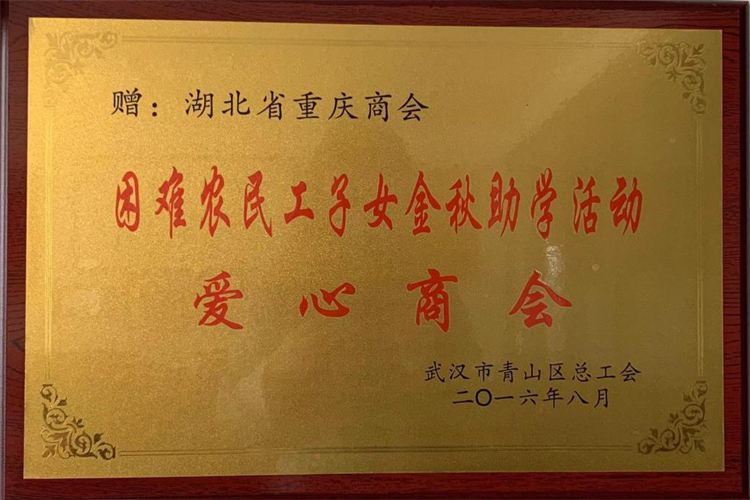 赠：湖北省重庆商会
困难农民工子女金秋助学活动
爱心商会
武汉市青山区总工会
二〇一六年八月